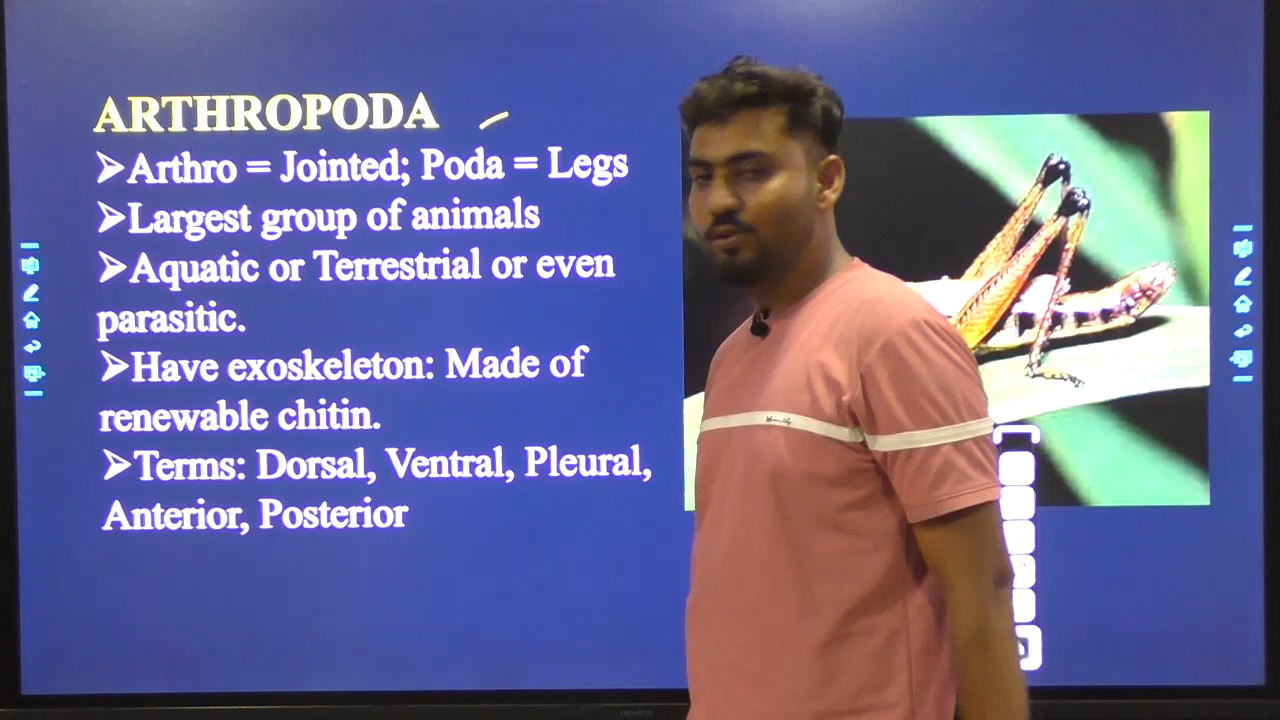 ARTHROPODA
➢Arthro = Jointed; Poda = Legs
➢Largest group of animals
➢Aquatic or Terrestrial or even
parasitic.
➢Have exoskeleton: Made of
renewable chitin.
➢Terms: Dorsal, Ventral, Pleural,
Anterior, Posterior
newline